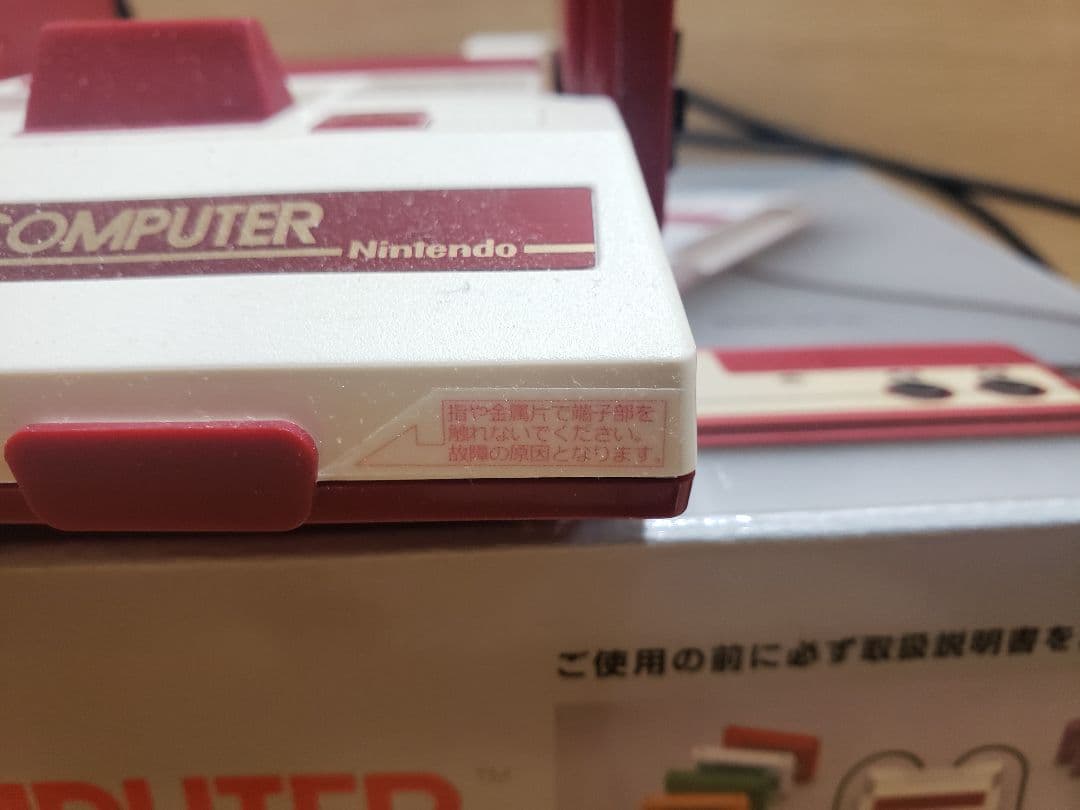 COMPUTER
Nintendo
指や金属片で端子部を
触れないでください。
故障の原因となります。
ご使用の前に必ず取扱説明書を
PUTER
TM